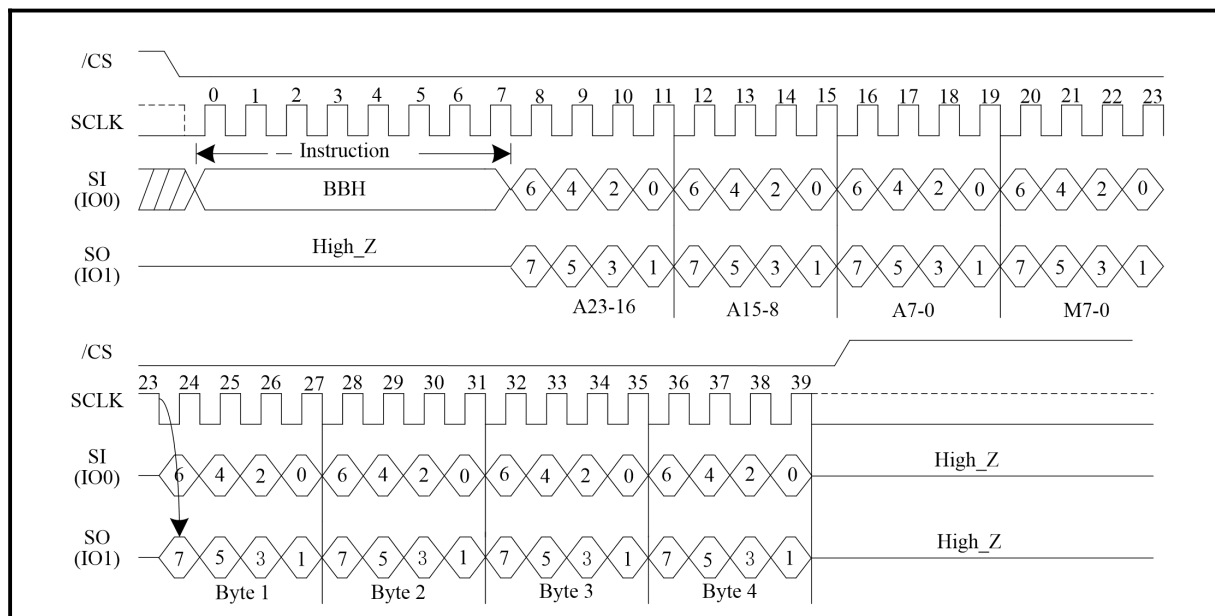 /CS
0 1 2 3 4 5 6 7 8 9 10 11 12 13 14 15 16 17 18 19 20 21 22 23
SCLK
Instruction
SI
(IO0)
BBH
6 4 2 0 6 4 2 0 6 4 2 0 6 4 2 0
SO
(IO1)
High_Z
7 5 3 1 7 5 3 1 7 5 3 1 7 5 3 1
A23-16 A15-8 A7-0 M7-0
/CS
23 24 25 26 27 28 29 30 31 32 33 34 35 36 37 38 39
SCLK
SI
(IO0)
6 4 2 0 6 4 2 0 6 4 2 0 6 4 2 0
High_Z
SO
(IO1)
7 5 3 1 7 5 3 1 7 5 3 1 7 5 3 1
High_Z
Byte 1 Byte 2 Byte 3 Byte 4